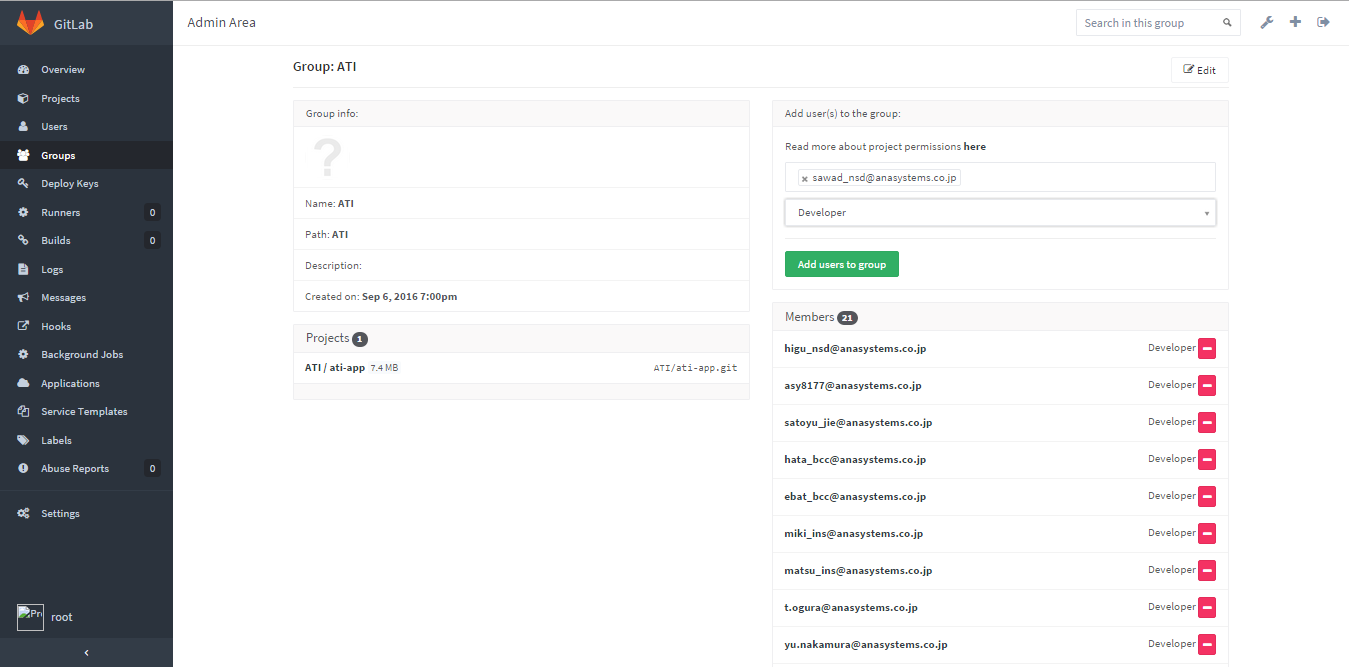 GitLab
Admin Area
Search in this group
Overview
Projects
Users
Groups
Deploy Keys
Runners 0
Builds 0
Logs
Messages
Hooks
Background Jobs
Applications
Service Templates
Labels
Abuse Reports 0
Settings
Pr
root
Group: ATI
Edit
Group info:
?
Name: ATI
Path: ATI
Description:
Created on: Sep 6, 2016 7:00pm
Projects 1
ATI / ati-app 7.4 MB ATI/ati-app.git
Add user(s) to the group:
Read more about project permissions here
× sawad_nsd@anasystems.co.jp
Developer
Add users to group
Members 21
higu_nsd@anasystems.co.jp Developer
asy8177@anasystems.co.jp Developer
satoyu_jie@anasystems.co.jp Developer
hata_bcc@anasystems.co.jp Developer
ebat_bcc@anasystems.co.jp Developer
miki_ins@anasystems.co.jp Developer
matsu_ins@anasystems.co.jp Developer
t.ogura@anasystems.co.jp Developer
yu.nakamura@anasystems.co.jp Developer